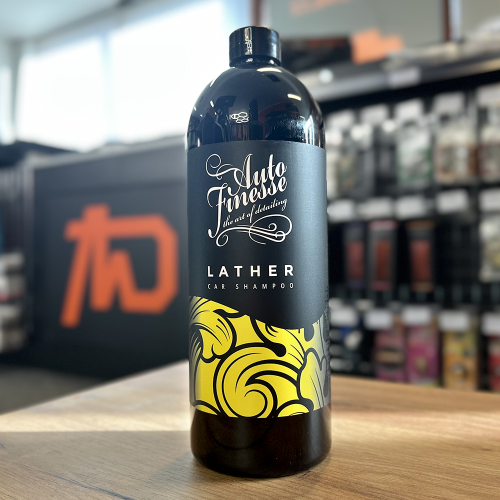 Auto
Finesse
the art of detailing
LATHER
CAR SHAMPOO